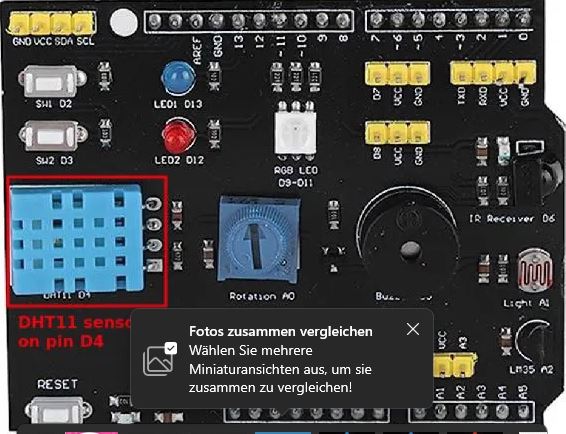 GND VCC SDA SCL
AREF
GND
13
12
~11
~10
~9
8
7
~6
~5
4
~3
2
1
0
SW1 D2
LED1 D13
D7
VCC
GND
TXD
RXD
VCC
GND
SW2 D3
LED2 D12
RGB LED
D9-D11
D8
VCC
GND
IR Receiver D6
DHT11 D4
Rotation A0
Light A1
DHT11
on pin D4
Fotos zusammen vergleichen
Wählen Sie mehrere
Miniaturansichten aus, um sie
zusammen zu vergleichen!
VCC
A3
LM35 A2
RESET
A1
A2
A3
A4
A5